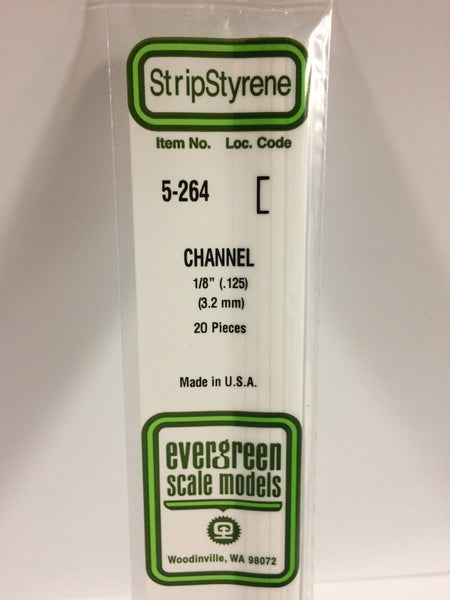 StripStyrene
Item No. Loc. Code
5-264
CHANNEL
1/8" (.125)
(3.2 mm)
20 Pieces
Made in U.S.A.
evergreen
scale models
Woodinville, WA 98072